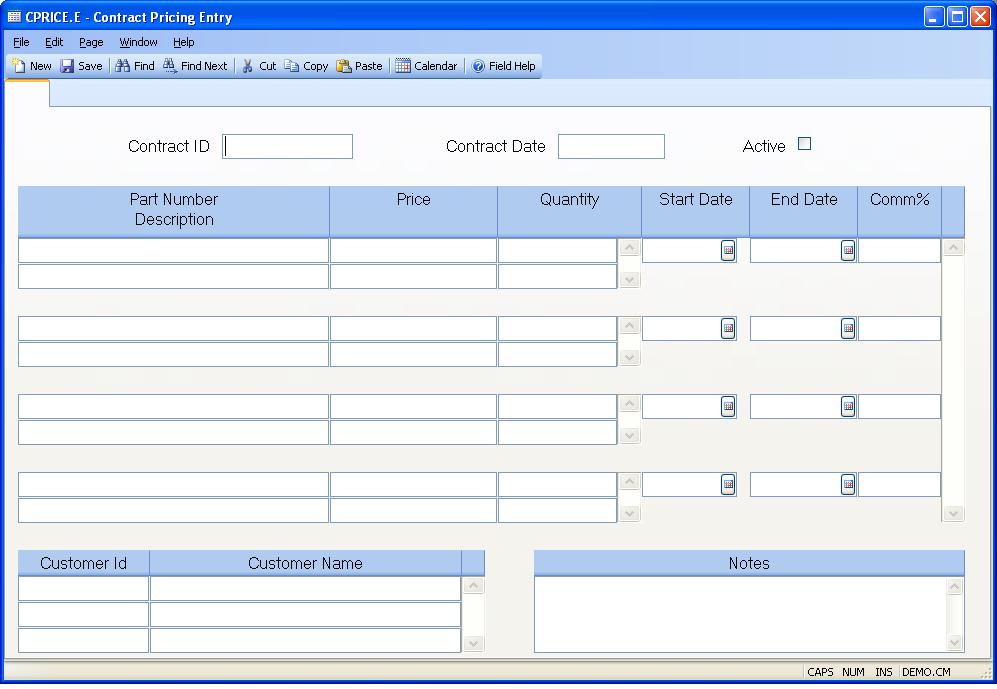 CPRICE.E - Contract Pricing Entry
File Edit Page Window Help
New Save Find Find Next Cut Copy Paste Calendar Field Help
Contract ID Contract Date Active
Part Number Price Quantity Start Date End Date Comm%
Description
Customer Id Customer Name Notes
CAPS NUM INS DEMO.CM